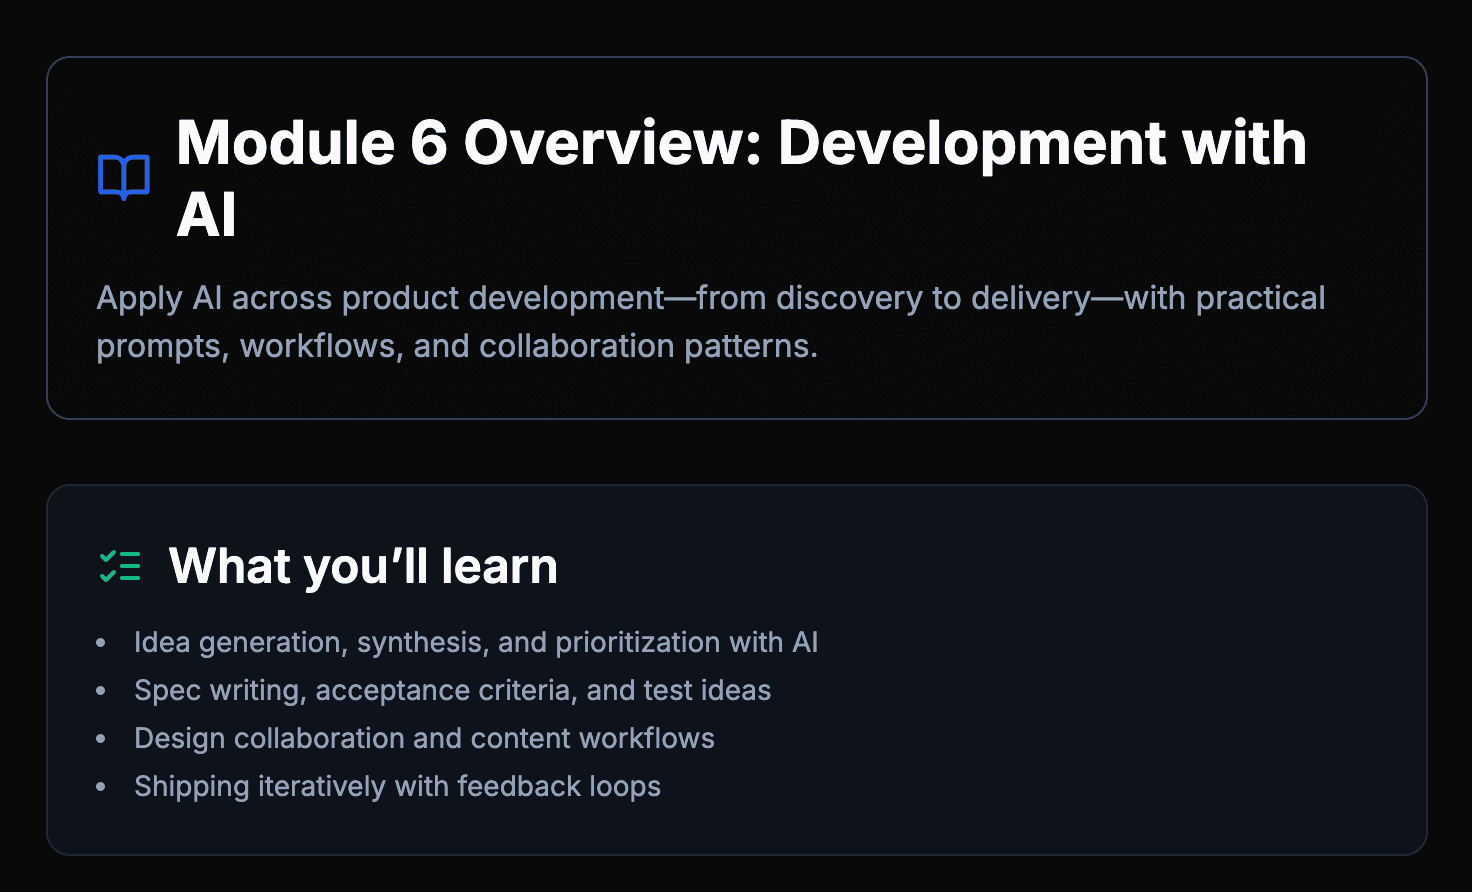 Module 6 Overview: Development with
AI
Apply AI across product development—from discovery to delivery—with practical
prompts, workflows, and collaboration patterns.
What you’ll learn
• Idea generation, synthesis, and prioritization with AI
• Spec writing, acceptance criteria, and test ideas
• Design collaboration and content workflows
• Shipping iteratively with feedback loops